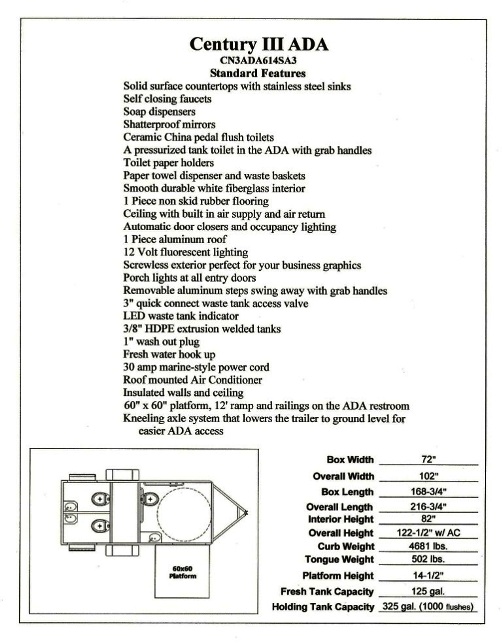 Century III ADA
CN3ADA614SA3
Standard Features
Solid surface countertops with stainless steel sinks
Self closing faucets
Soap dispensers
Shatterproof mirrors
Ceramic China pedal flush toilets
A pressurized tank toilet in the ADA with grab handles
Toilet paper holders
Paper towel dispenser and waste baskets
Smooth durable white fiberglass interior
1 Piece non skid rubber flooring
Ceiling with built in air supply and air return
Automatic door closers and occupancy lighting
1 Piece aluminum roof
12 Volt fluorescent lighting
Screwless exterior perfect for your business graphics
Porch lights at all entry doors
Removable aluminum steps swing away with grab handles
3" quick connect waste tank access valve
LED waste tank indicator
3/8" HDPE extrusion welded tanks
1" wash out plug
Fresh water hook up
30 amp marine-style power cord
Roof mounted Air Conditioner
Insulated walls and ceiling
60" x 60" platform, 12' ramp and railings on the ADA restroom
Kneeling axle system that lowers the trailer to ground level for
easier ADA access
60x60
Platform
Box Width 72"
Overall Width 102"
Box Length 168-3/4"
Overall Length 216-3/4"
Interior Height 82"
Overall Height 122-1/2" w/ AC
Curb Weight 4681 lbs.
Tongue Weight 502 lbs.
Platform Height 14-1/2"
Fresh Tank Capacity 125 gal.
Holding Tank Capacity 325 gal. (1000 flushes)